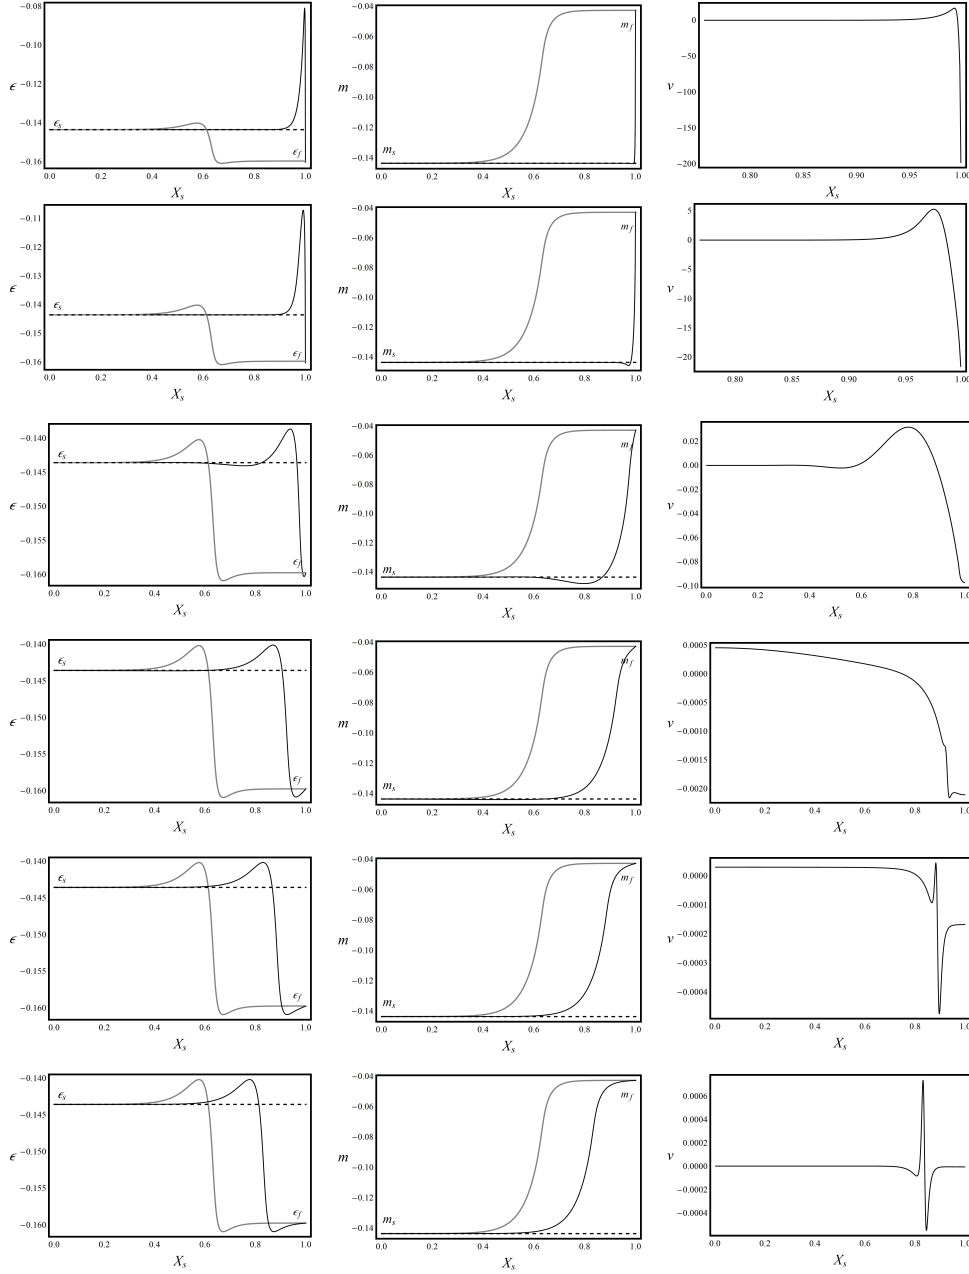 −0.08
−0.10
−0.12
−0.14
−0.16
ϵ
ϵs
ϵf
0.0 0.2 0.4 0.6 0.8 1.0
Xs
−0.04
−0.06
−0.08
−0.10
−0.12
−0.14
m
mf
ms
0.0 0.2 0.4 0.6 0.8 1.0
Xs
0
−50
−100
−150
−200
v
0.80 0.85 0.90 0.95 1.00
Xs
−0.11
−0.12
−0.13
−0.14
−0.15
−0.16
ϵ
ϵs
ϵf
0.0 0.2 0.4 0.6 0.8 1.0
Xs
−0.04
−0.06
−0.08
−0.10
−0.12
−0.14
m
mf
ms
0.0 0.2 0.4 0.6 0.8 1.0
Xs
5
0
−5
−10
−15
−20
v
0.80 0.85 0.90 0.95 1.00
Xs
−0.140
−0.145
−0.150
−0.155
−0.160
ϵ
ϵs
ϵf
0.0 0.2 0.4 0.6 0.8 1.0
Xs
−0.04
−0.06
−0.08
−0.10
−0.12
−0.14
m
mf
ms
0.0 0.2 0.4 0.6 0.8 1.0
Xs
0.02
0.00
−0.02
−0.04
−0.06
−0.08
−0.10
v
0.0 0.2 0.4 0.6 0.8 1.0
Xs
−0.140
−0.145
−0.150
−0.155
−0.160
ϵ
ϵs
ϵf
0.0 0.2 0.4 0.6 0.8 1.0
Xs
−0.04
−0.06
−0.08
−0.10
−0.12
−0.14
m
mf
ms
0.0 0.2 0.4 0.6 0.8 1.0
Xs
0.0005
0.0000
−0.0005
−0.0010
−0.0015
−0.0020
v
0.0 0.2 0.4 0.6 0.8 1.0
Xs
−0.140
−0.145
−0.150
−0.155
−0.160
ϵ
ϵs
ϵf
0.0 0.2 0.4 0.6 0.8 1.0
Xs
−0.04
−0.06
−0.08
−0.10
−0.12
−0.14
m
mf
ms
0.0 0.2 0.4 0.6 0.8 1.0
Xs
0.0000
−0.0001
−0.0002
−0.0003
−0.0004
v
0.0 0.2 0.4 0.6 0.8 1.0
Xs
−0.140
−0.145
−0.150
−0.155
−0.160
ϵ
ϵs
ϵf
0.0 0.2 0.4 0.6 0.8 1.0
Xs
−0.04
−0.06
−0.08
−0.10
−0.12
−0.14
m
mf
ms
0.0 0.2 0.4 0.6 0.8 1.0
Xs
0.0006
0.0004
0.0002
0.0000
−0.0002
−0.0004
v
0.0 0.2 0.4 0.6 0.8 1.0
Xs